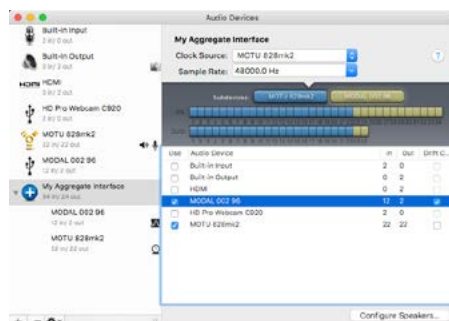 Audio Devices
Built-in Input
2 in/ 0 out
Built-in Output
0 in/ 2 out
HDMI
HDMI
0 in/ 2 out
HD Pro Webcam C920
2 in/ 0 out
MOTU 828mk2
22 in/ 22 out
MODAL 002 96
12 in/ 2 out
My Aggregate Interface
34 in/ 24 out
MODAL 002 96
12 in/ 2 out
MOTU 828mk2
22 in/ 22 out
My Aggregate Interface
Clock Source: MOTU 828mk2
?
Sample Rate: 48000.0 Hz
Subdevices: MOTU 828mk2 MODAL 002 96
Use Audio Device In Out Drift C...
Built-in Input 2 0
Built-in Output 0 2
HDMI 0 2
MODAL 002 96 12 2
HD Pro Webcam C920 2 0
MOTU 828mk2 22 22
Configure Speakers...